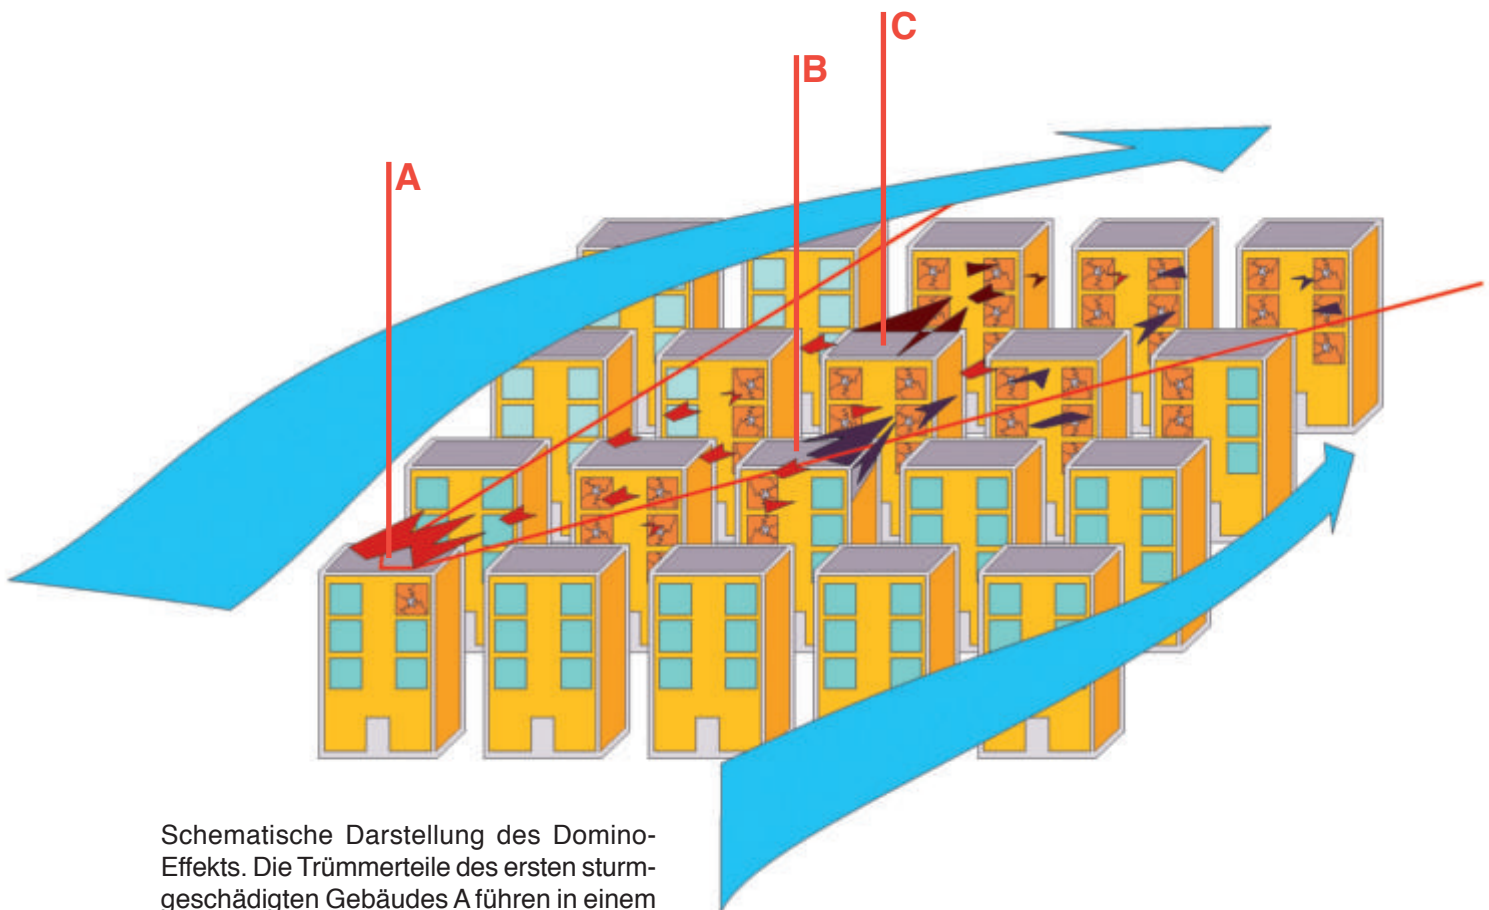 C
B
A
Schematische Darstellung des Domino-
Effekts. Die Trümmerteile des ersten sturm-
geschädigten Gebäudes A führen in einem